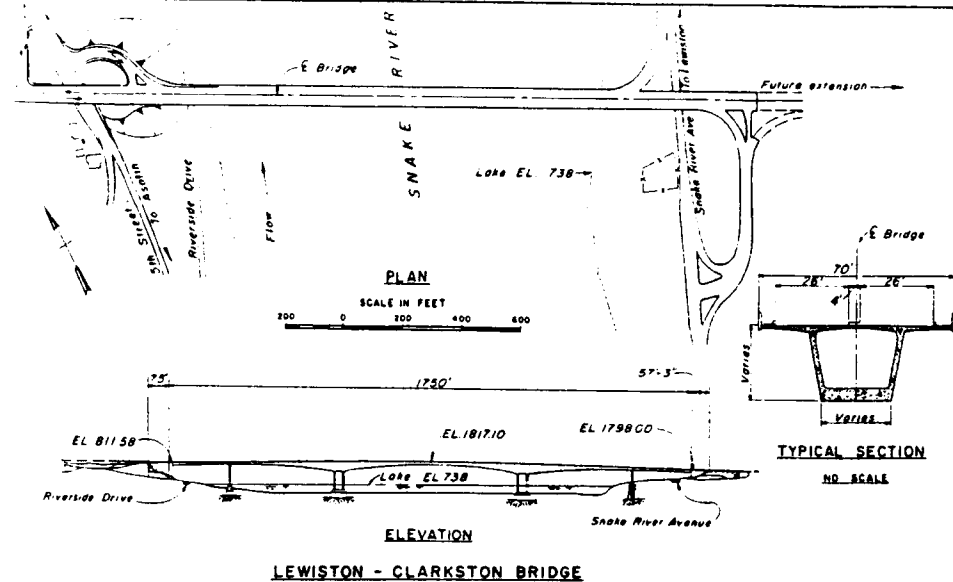 SNAKE RIVER
℄ Bridge
To Lewiston
Future extension
5th Street
To Asotin
Riverside Drive
Flow
Lake EL. 738
Snake River Ave
PLAN
SCALE IN FEET
200 0 200 400 600
℄ Bridge
70'
26' 26'
4'
Varies
Varies
TYPICAL SECTION
NO SCALE
75' 1750' 57'-3"
EL 811.58
EL.1817.10
EL 1798.00
Lake EL 738
Riverside Drive
Snake River Avenue
ELEVATION
LEWISTON - CLARKSTON BRIDGE